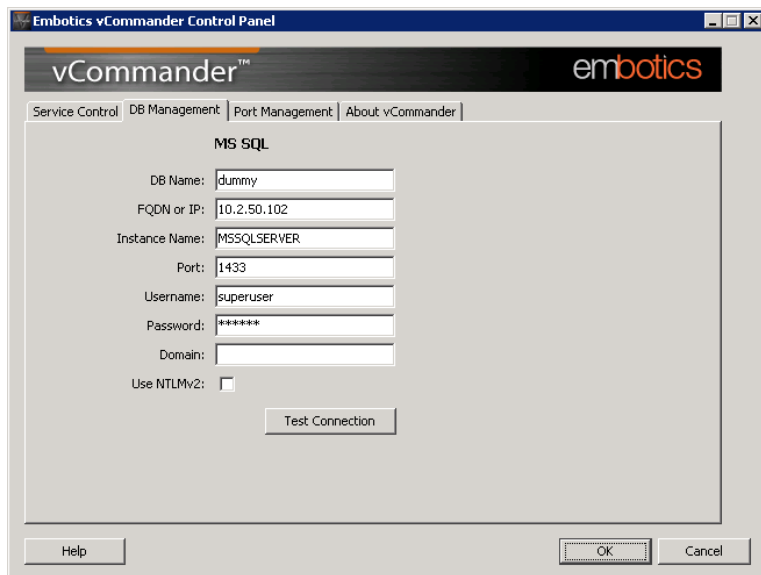 Embotics vCommander Control Panel
vCommander™ embotics
Service Control DB Management Port Management About vCommander
MS SQL
DB Name: dummy
FQDN or IP: 10.2.50.102
Instance Name: MSSQLSERVER
Port: 1433
Username: superuser
Password: ******
Domain:
Use NTLMv2:
Test Connection
Help OK Cancel